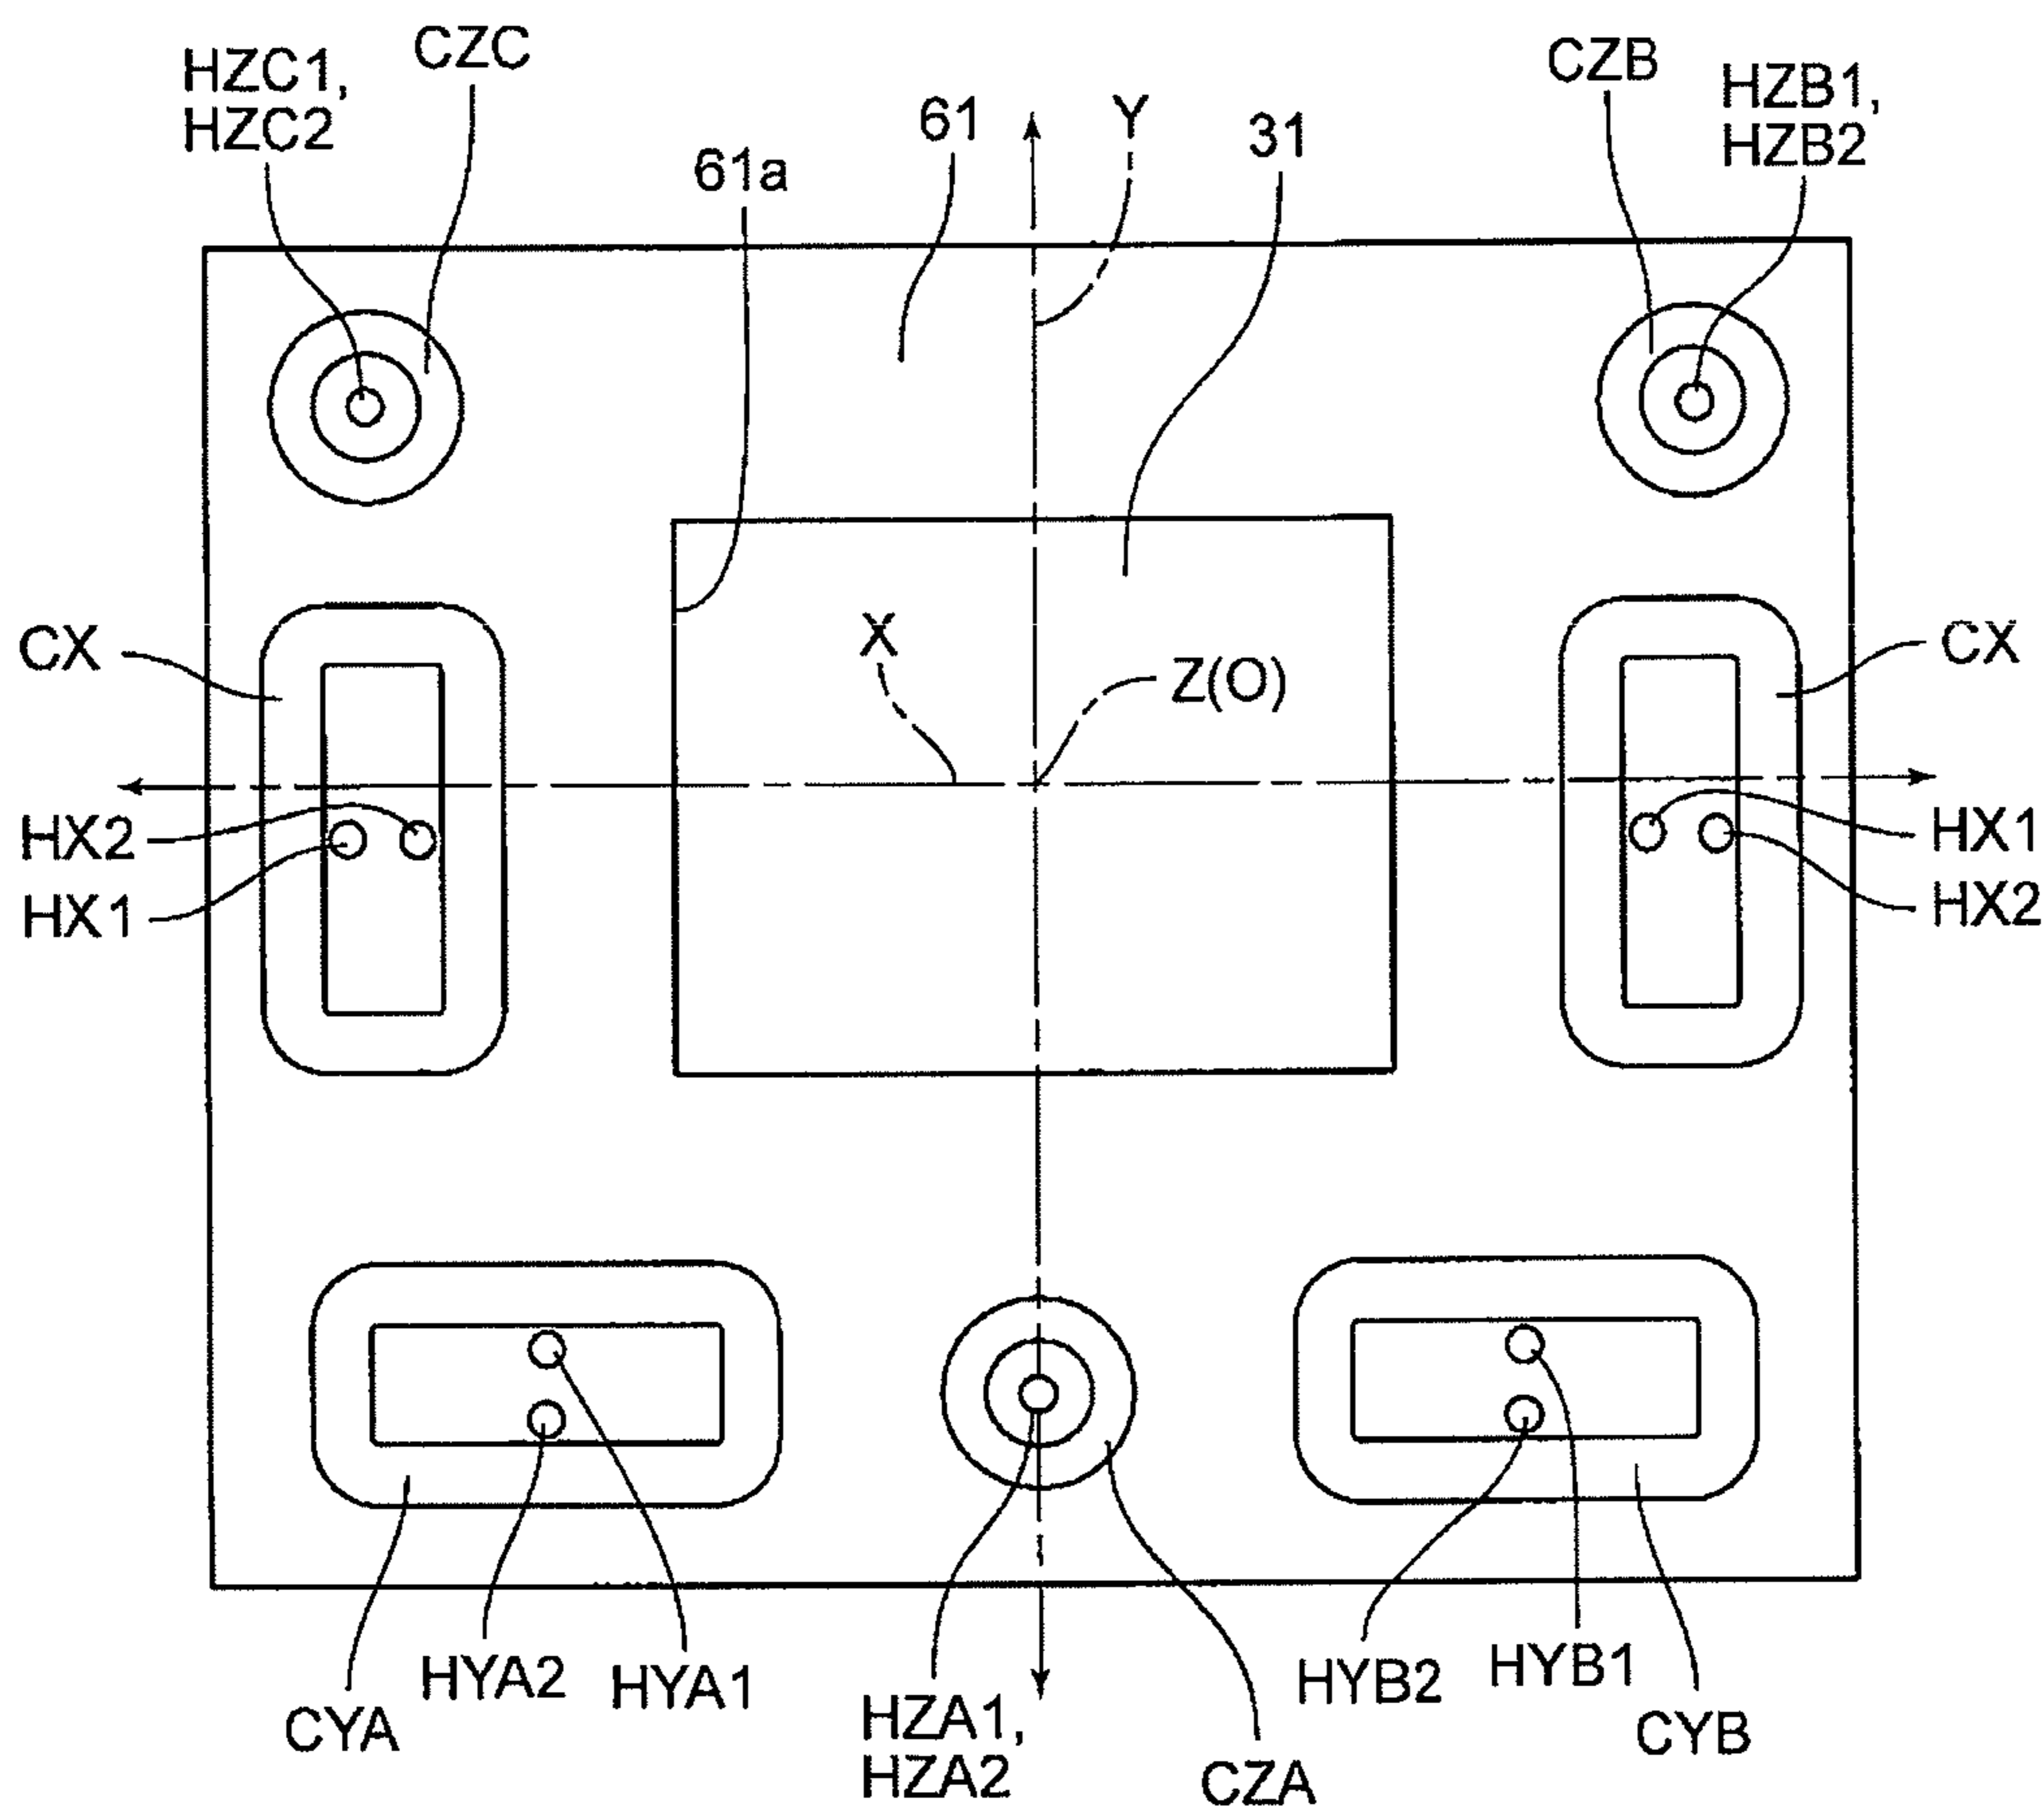 CZC
HZC1,
HZC2
CZB
HZB1,
HZB2
61
Y
31
61a
X
Z(O)
CX
CX
HX2
HX1
HX1
HX2
HYA2
HYA1
CYA
HZA1,
HZA2
CZA
HYB2
HYB1
CYB